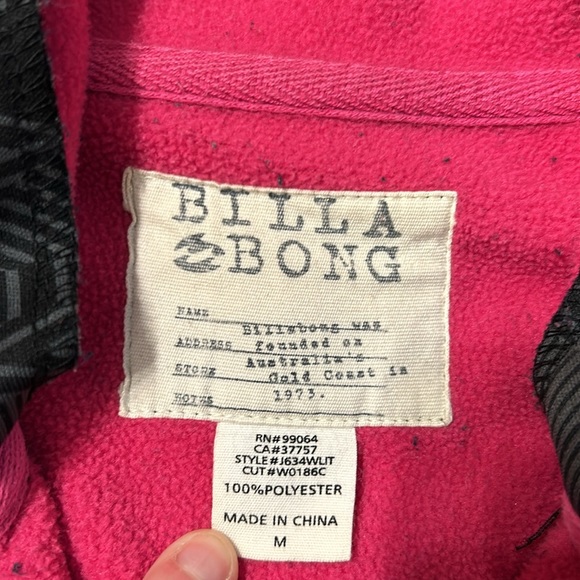 BILLA
BONG
NAME
Billabong was
ADDRESS founded on
Australia's
STORE Gold Coast in
NOTES 1973.
RN#99064
CA#37757
STYLE#J634WLIT
CUT#W0186C
100%POLYESTER
MADE IN CHINA
M